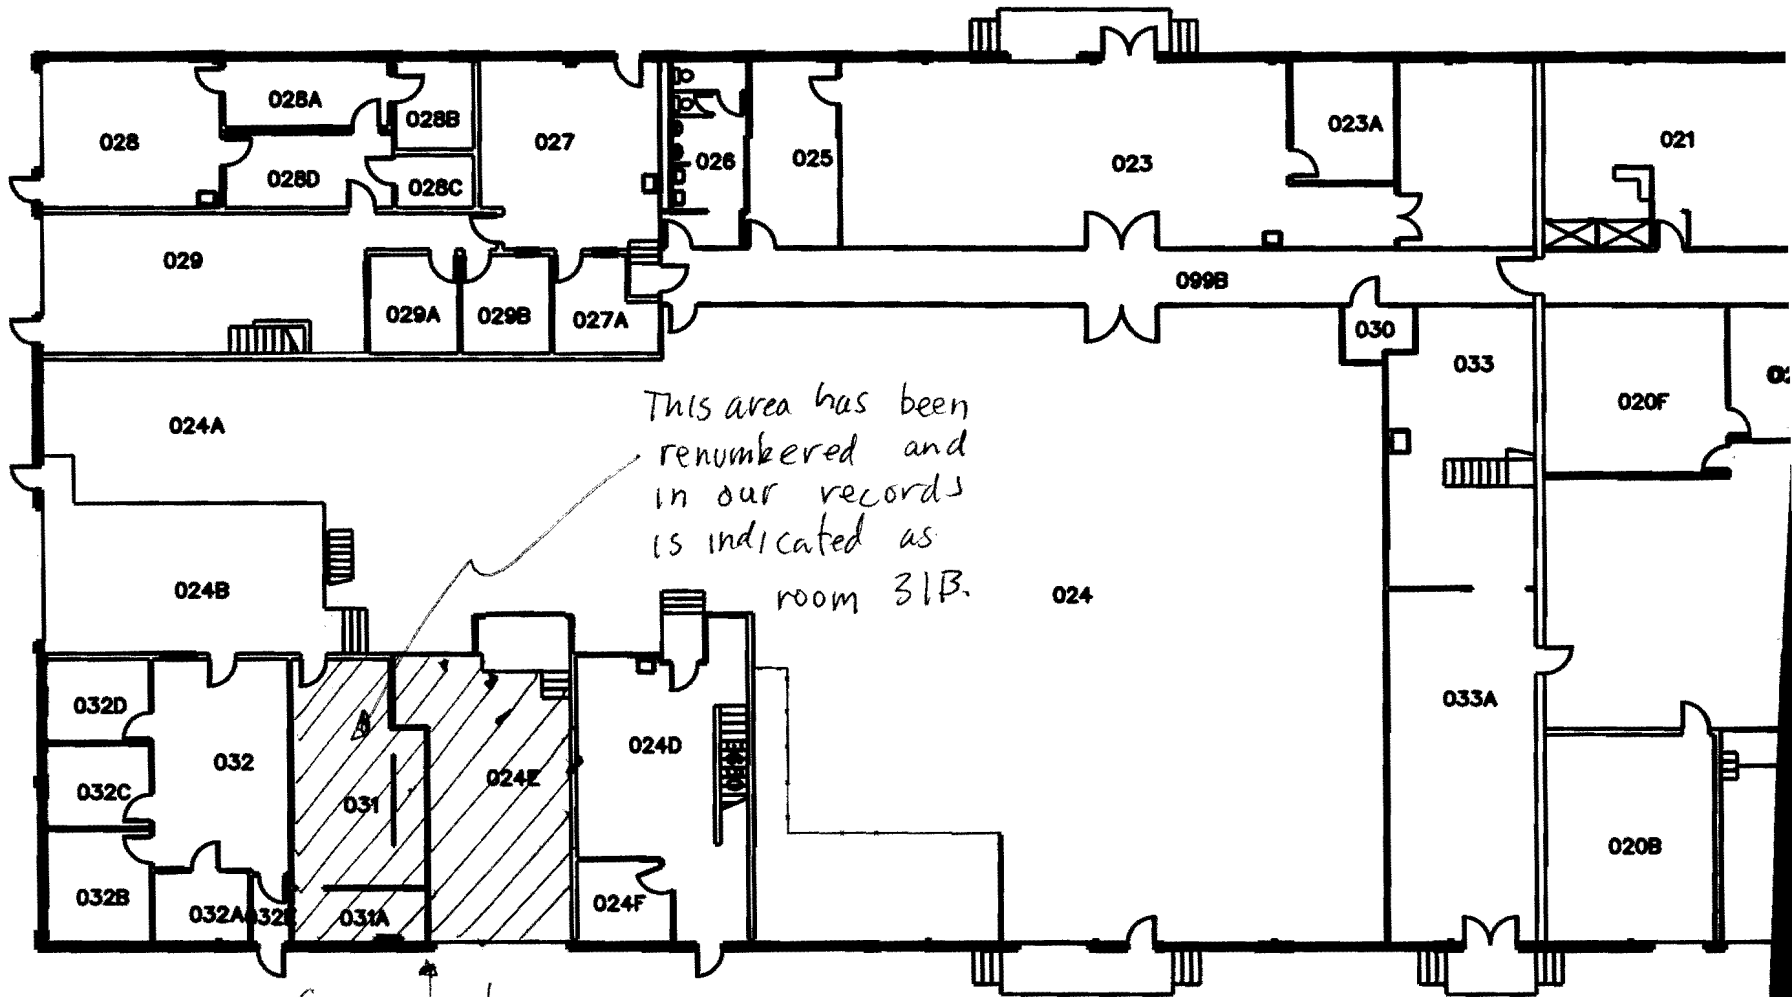 028A
028B
028
027
023A
021
026
025
023
028D
028C
029
099B
029A
029B
027A
030
033
020F
024A
This area has been
renumbered and
in our records
is indicated as
room 31B.
024B
024
032D
033A
032
024D
024E
032C
031
020B
032B
032A
031A
024F